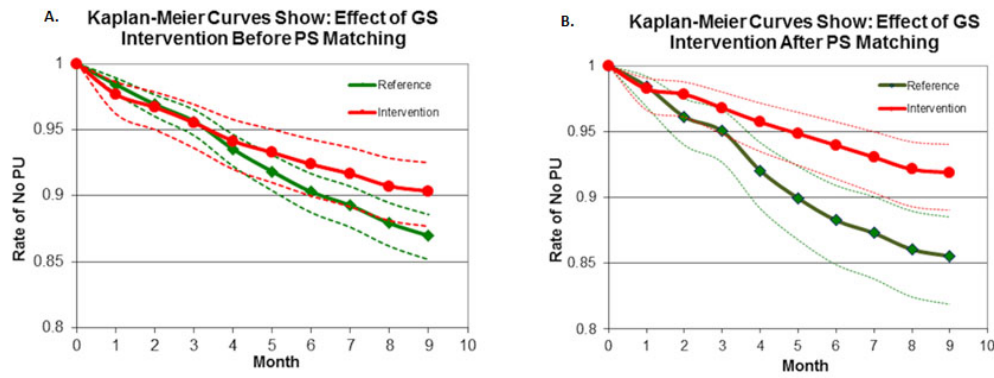 A.
Kaplan-Meier Curves Show: Effect of GS
Intervention Before PS Matching
1
0.95
0.9
0.85
0.8
Rate of No PU
Reference
Intervention
0 1 2 3 4 5 6 7 8 9 10
Month
B.
Kaplan-Meier Curves Show: Effect of GS
Intervention After PS Matching
1
0.95
0.9
0.85
0.8
Rate of No PU
Reference
Intervention
0 1 2 3 4 5 6 7 8 9 10
Month